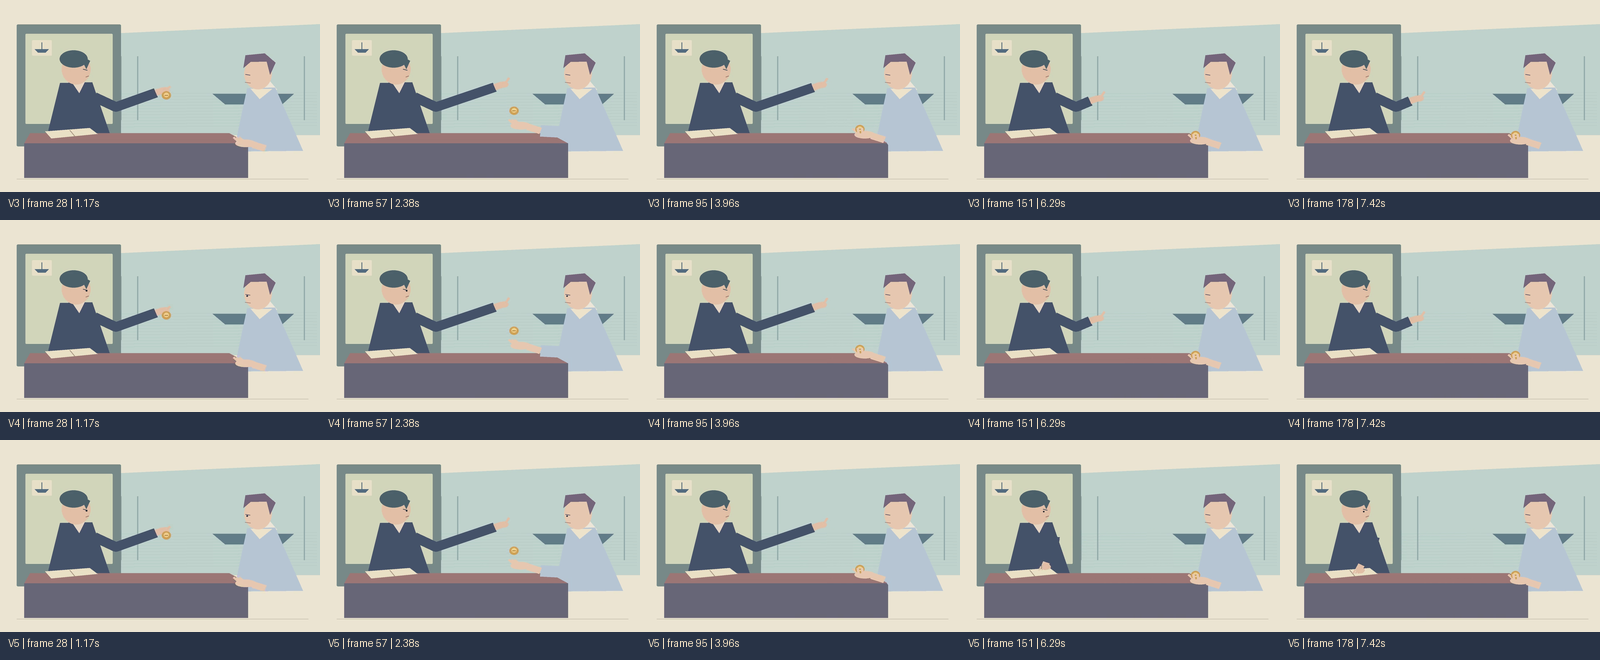 V3 | frame 28 | 1.17s
V3 | frame 57 | 2.38s
V3 | frame 95 | 3.96s
V3 | frame 151 | 6.29s
V3 | frame 178 | 7.42s
V4 | frame 28 | 1.17s
V4 | frame 57 | 2.38s
V4 | frame 95 | 3.96s
V4 | frame 151 | 6.29s
V4 | frame 178 | 7.42s
V5 | frame 28 | 1.17s
V5 | frame 57 | 2.38s
V5 | frame 95 | 3.96s
V5 | frame 151 | 6.29s
V5 | frame 178 | 7.42s